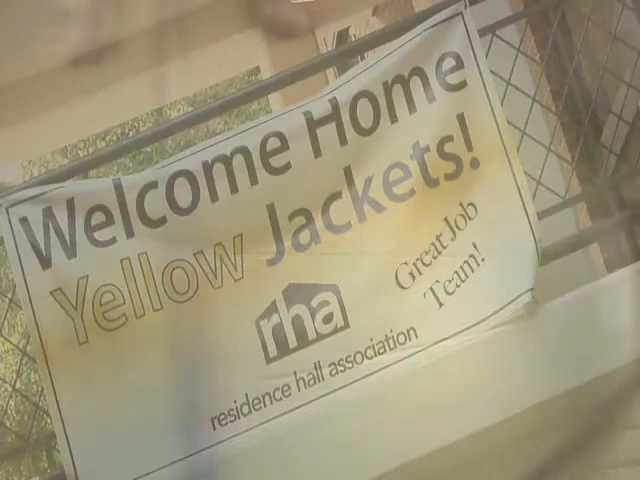 Welcome Home
Yellow Jackets!
Great Job
Team!
rha
residence hall association